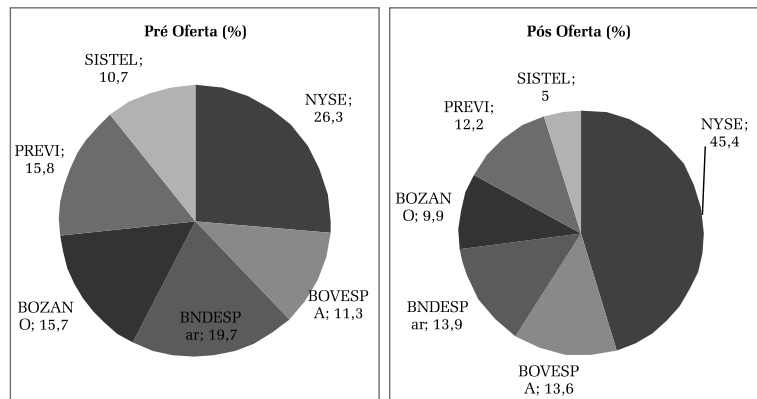 Pré Oferta (%)
SISTEL;
10,7
NYSE;
26,3
PREVI;
15,8
BOZAN
O; 15,7
BNDESP
ar; 19,7
BOVESP
A; 11,3
Pós Oferta (%)
SISTEL;
5
PREVI;
12,2
NYSE;
45,4
BOZAN
O; 9,9
BNDESP
ar; 13,9
BOVESP
A; 13,6